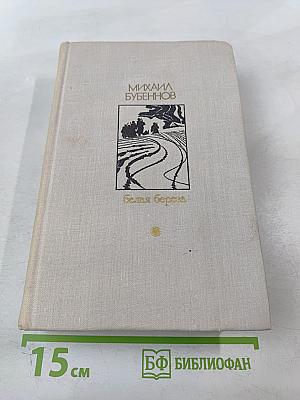 МИХАИЛ
БУБЕННОВ
белая береза
15 см
БФ БИБЛИОФАН